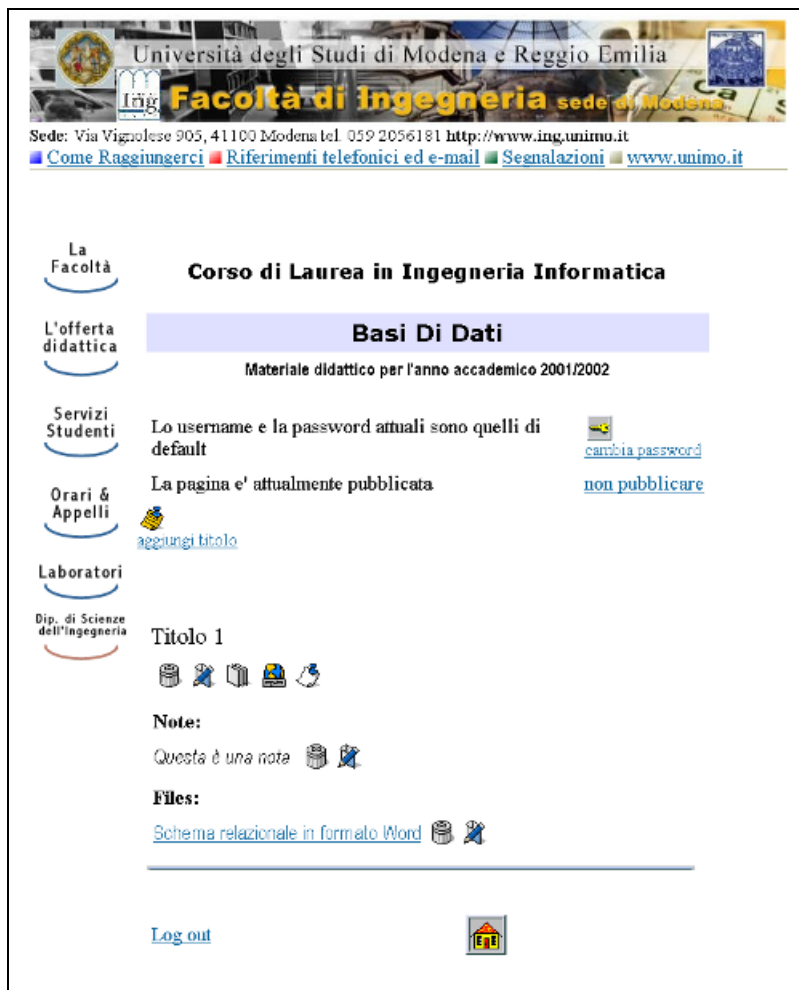 Università degli Studi di Modena e Reggio Emilia
Iñg Facoltà di Ingegneria sede di Modena
Sede: Via Vignolese 905, 41100 Modena tel. 059 2056181 http://www.ing.unimo.it
Come Raggiungerci Riferimenti telefonici ed e-mail Segnalazioni www.unimo.it
La
Facoltà
Corso di Laurea in Ingegneria Informatica
L'offerta
didattica
Basi Di Dati
Materiale didattico per l'anno accademico 2001/2002
Servizi
Studenti
Lo username e la password attuali sono quelli di
default
cambia password
La pagina e' attualmente pubblicata non pubblicare
Orari &
Appelli
aggiungi titolo
Laboratori
Dip. di Scienze
dell'Ingegneria
Titolo 1
Note:
Questa è una nota
Files:
Schema relazionale in formato Word
Log out